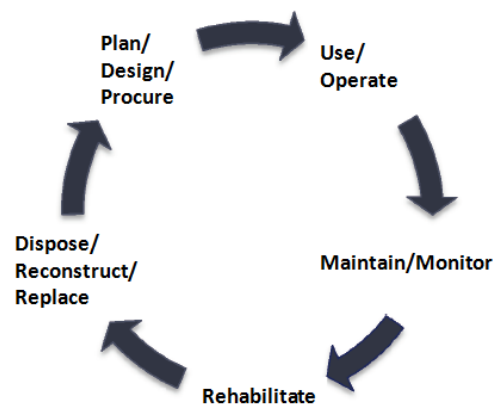 Plan/
Design/
Procure
Use/
Operate
Maintain/Monitor
Rehabilitate
Dispose/
Reconstruct/
Replace